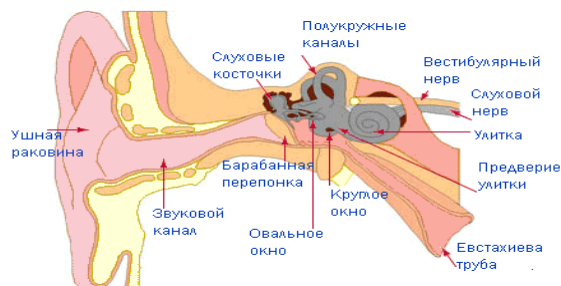 Полукружные
каналы
Слуховые
косточки
Вестибулярный
нерв
Слуховой
нерв
Ушная
раковина
Улитка
Барабанная
перепонка
Предверие
улитки
Звуковой
канал
Круглое
окно
Овальное
окно
Евстахиева
труба